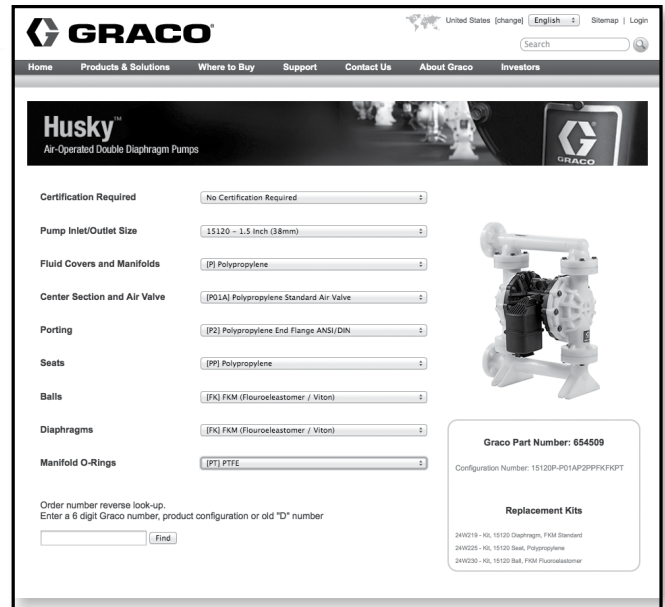 GRACO
United States [change] English Sitemap | Login
Search
Home Products & Solutions Where to Buy Support Contact Us About Graco Investors
Husky™
Air-Operated Double Diaphragm Pumps
GRACO
Certification Required No Certification Required
Pump Inlet/Outlet Size 15120 – 1.5 Inch (38mm)
Fluid Covers and Manifolds [P] Polypropylene
Center Section and Air Valve [P01A] Polypropylene Standard Air Valve
Porting [P2] Polypropylene End Flange ANSI/DIN
Seats [PP] Polypropylene
Balls [FK] FKM (Flouroeleastomer / Viton)
Diaphragms [FK] FKM (Flouroeleastomer / Viton)
Manifold O-Rings [PT] PTFE
Graco Part Number: 654509
Configuration Number: 15120P-P01AP2PPFKFKPT
Replacement Kits
24W219 - Kit, 15120 Diaphragm, FKM Standard
24W225 - Kit, 15120 Seat, Polypropylene
24W230 - Kit, 15120 Ball, FKM Fluoroelastomer
Order number reverse look-up.
Enter a 6 digit Graco number, product configuration or old "D" number
Find